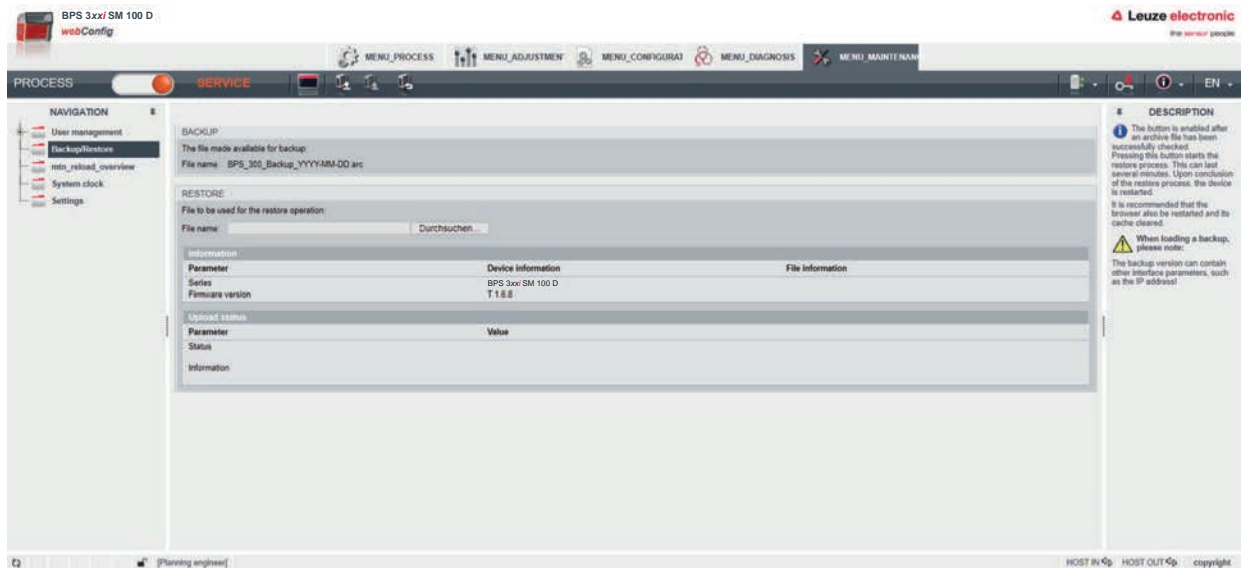 BPS 3xxi SM 100 D
webConfig
Leuze electronic
the sensor people
MENU_PROCESS
MENU_ADJUSTMEN
MENU_CONFIGURAT
MENU_DIAGNOSIS
MENU_MAINTENAN
PROCESS
SERVICE
EN
NAVIGATION
User management
Backup/Restore
mtn_reload_overview
System clock
Settings
BACKUP
The file made available for backup:
File name: BPS_300_Backup_YYYY-MM-DD.arc
RESTORE
File to be used for the restore operation:
File name: Durchsuchen...
Information
Parameter Device information File information
Series BPS 3xxi SM 100 D
Firmware version T 1.6.8
Upload status
Parameter Value
Status
Information
DESCRIPTION
The button is enabled after
an archive file has been
successfully checked.
Pressing this button starts the
restore process. This can last
several minutes. Upon conclusion
of the restore process, the device
is restarted.
It is recommended that the
browser also be restarted and its
cache cleared.
When loading a backup,
please note:
The backup version can contain
other interface parameters, such
as the IP address!
[Planning engineer]
HOST IN HOST OUT copyright